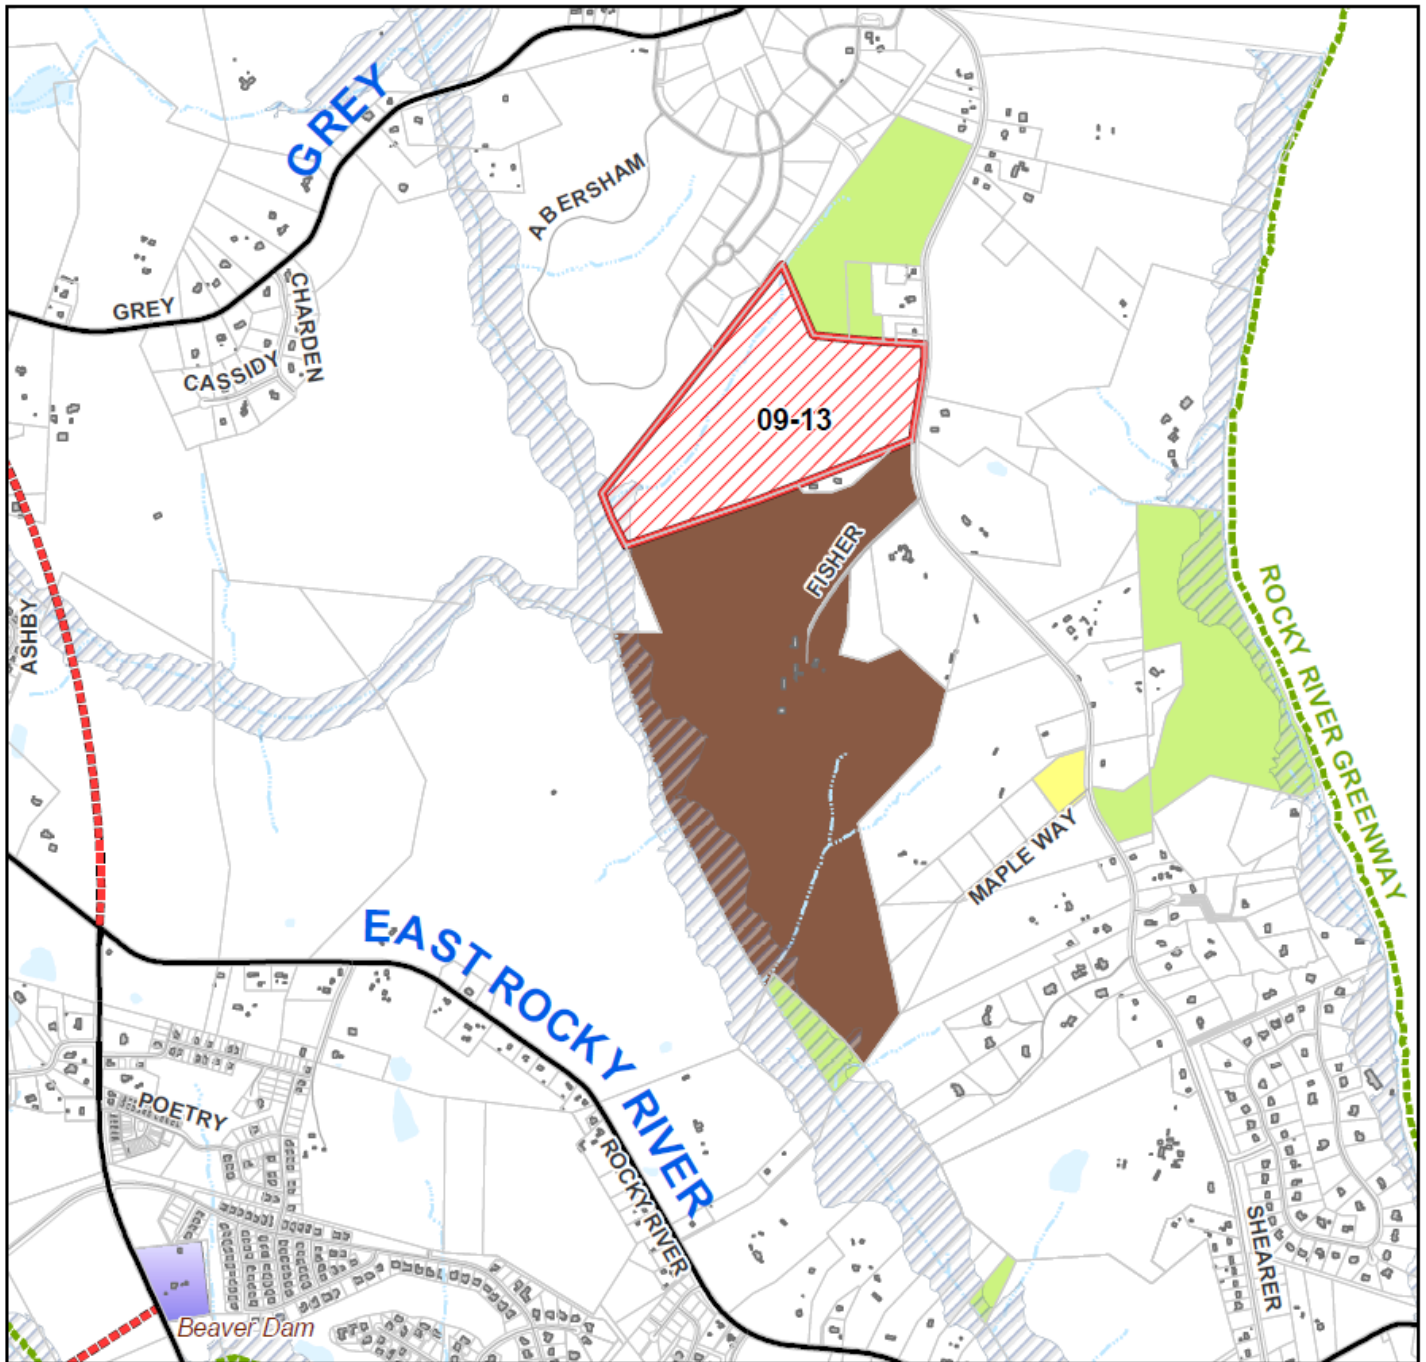 GREY
ABERSHAM
GREY
CHARDEN
CASSIDY
09-13
FISHER
ASHBY
ROCKY RIVER GREENWAY
MAPLE WAY
EAST ROCKY RIVER
POETRY
ROCKY RIVER
SHEARER
Beaver Dam